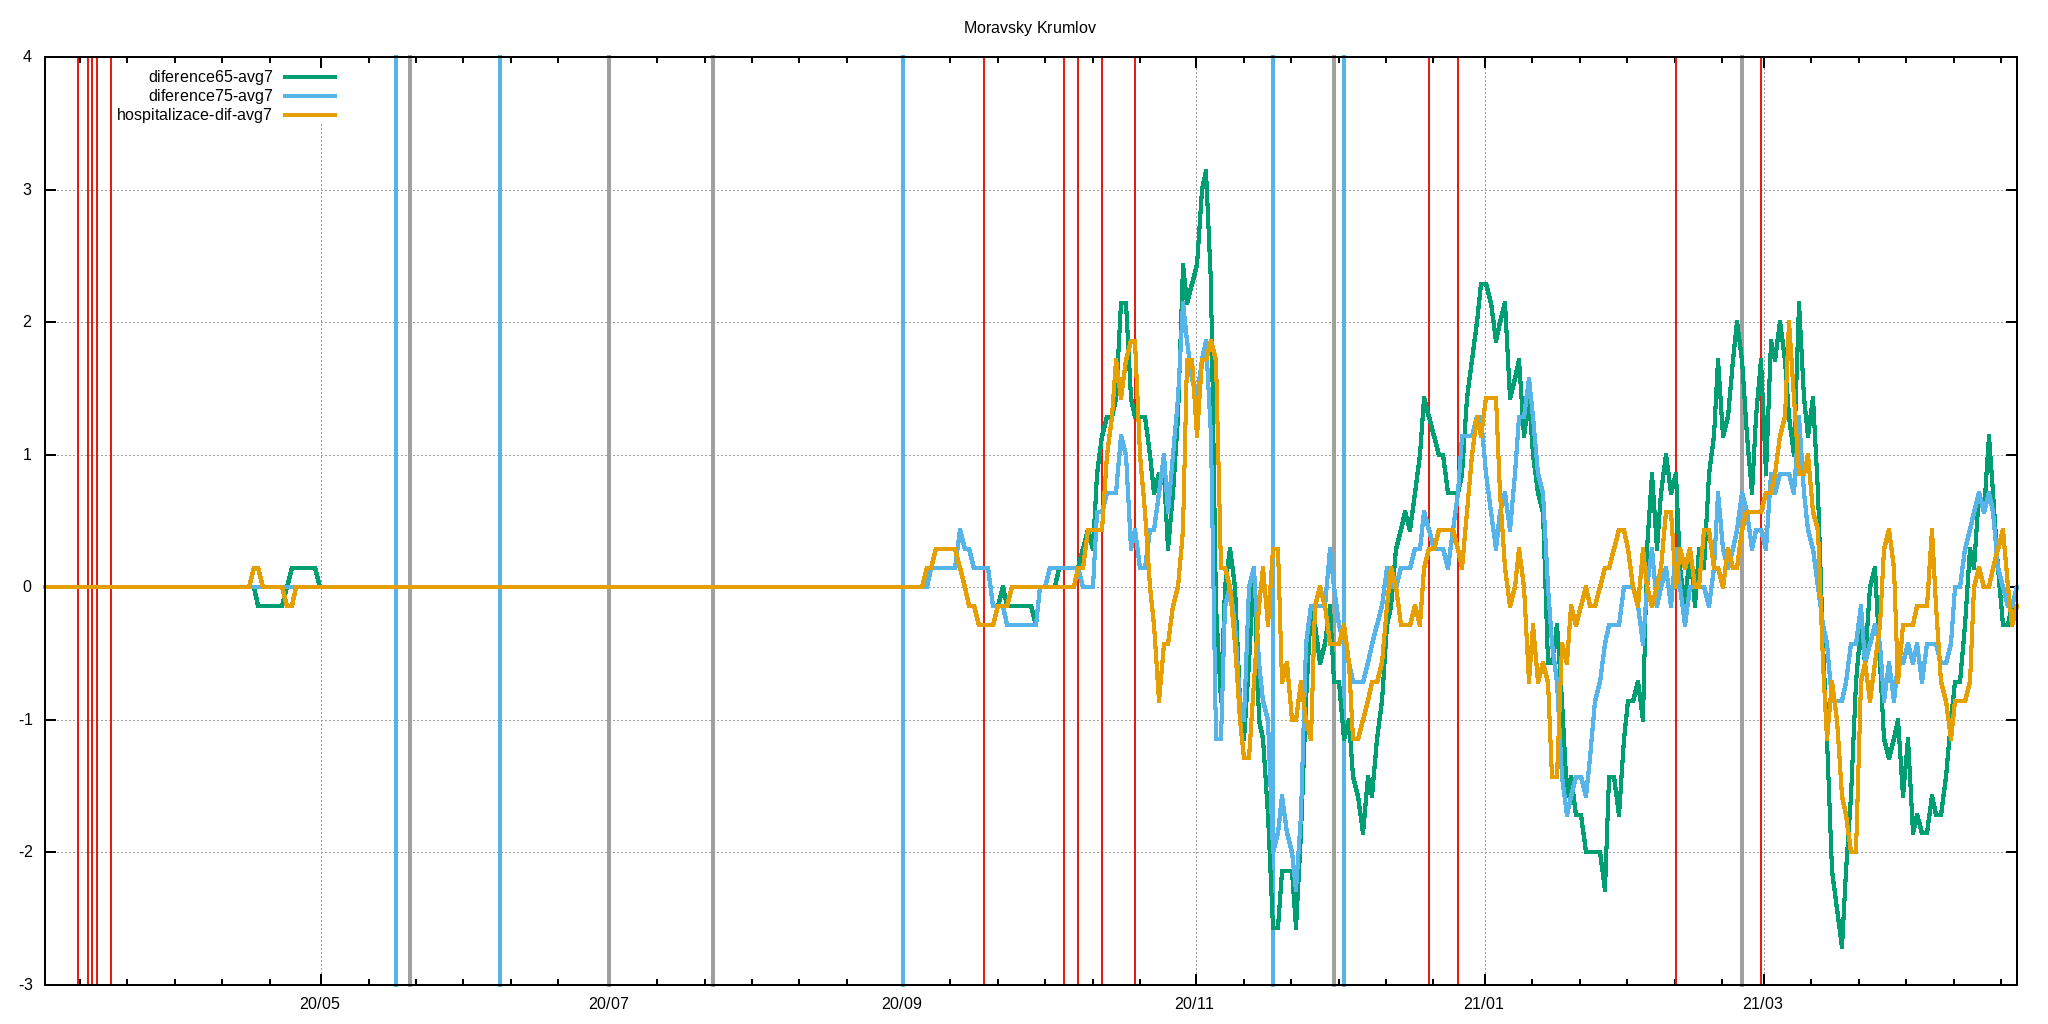 Moravsky Krumlov
4
diference65-avg7
diference75-avg7
hospitalizace-dif-avg7
3
2
1
0
-1
-2
-3
20/05 20/07 20/09 20/11 21/01 21/03